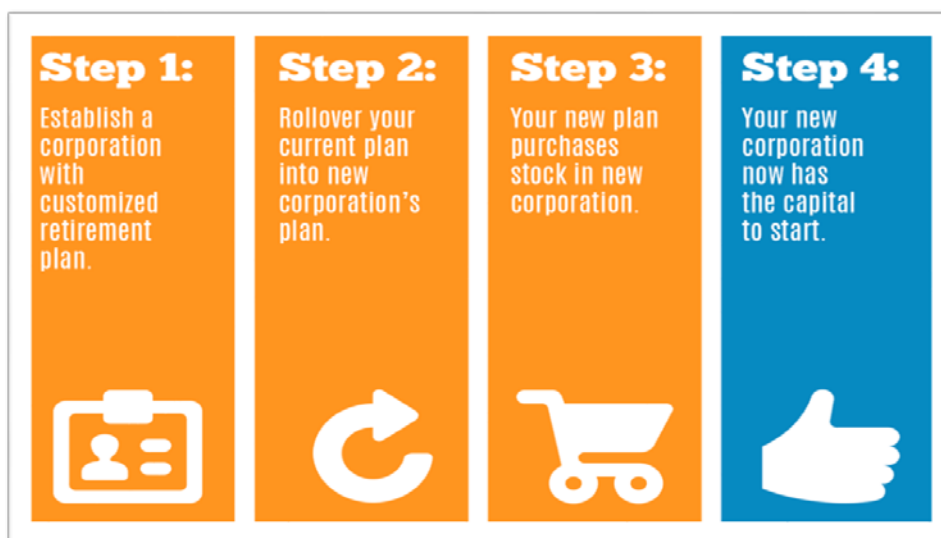 Step 1:
Establish a
corporation
with
customized
retirement
plan.
Step 2:
Rollover your
current plan
into new
corporation's
plan.
Step 3:
Your new plan
purchases
stock in new
corporation.
Step 4:
Your new
corporation
now has
the capital
to start.